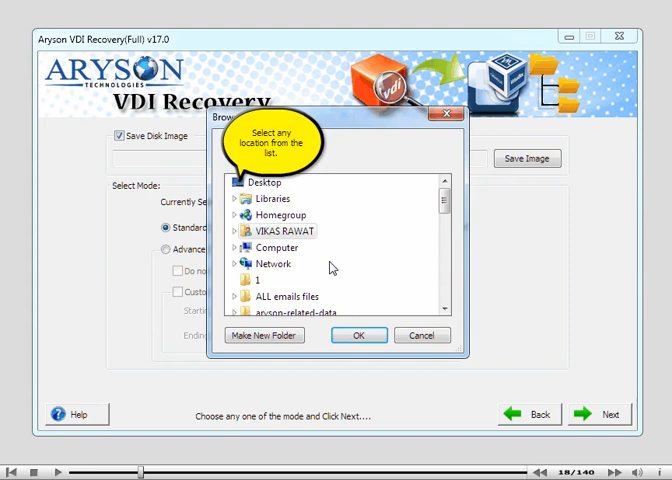 Aryson VDI Recovery(Full) v17.0
ARYSON
TECHNOLOGIES
VDI Recovery
vdi
Brow
Select any
location from the
list.
Save Disk Image
Save Image
Desktop
Select Mode:
Libraries
Currently Se
Homegroup
Standard
VIKAS RAWAT
Advance
Computer
Network
Do no
1
Custo
ALL emails files
Starti
aryson-related-data
Ending
Make New Folder
OK
Cancel
Help
Choose any one of the mode and Click Next....
Back
Next
18/140